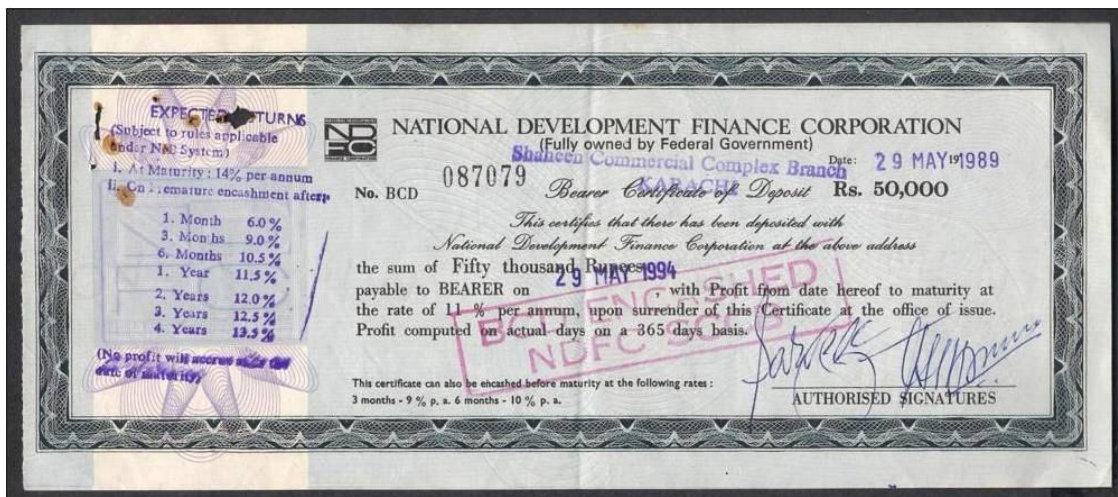 EXPECTED RETURNS
(Subject to rules applicable
under NDFC System)
i. At Maturity : 14% per annum
ii. On Premature encashment after:
1. Month 6.0%
3. Months 9.0%
6. Months 10.5%
1. Year 11.5%
2. Years 12.0%
3. Years 12.5%
4. Years 13.5%
(No profit will accrue after the
date of maturity)
NDFC
NATIONAL DEVELOPMENT FINANCE CORPORATION
(Fully owned by Federal Government)
Shaheen Commercial Complex Branch
KARACHI
Date: 29 MAY 1989
No. BCD 087079 Bearer Certificate of Deposit Rs. 50,000
This certifies that there has been deposited with
National Development Finance Corporation at the above address
the sum of Fifty thousand Rupees
payable to BEARER on 29 MAY 1994, with Profit from date hereof to maturity at
the rate of 11 % per annum, upon surrender of this Certificate at the office of issue.
Profit computed on actual days on a 365 days basis.
ENCASHED
NDFC
This certificate can also be encashed before maturity at the following rates :
3 months - 9 % p. a. 6 months - 10 % p. a.
AUTHORISED SIGNATURES